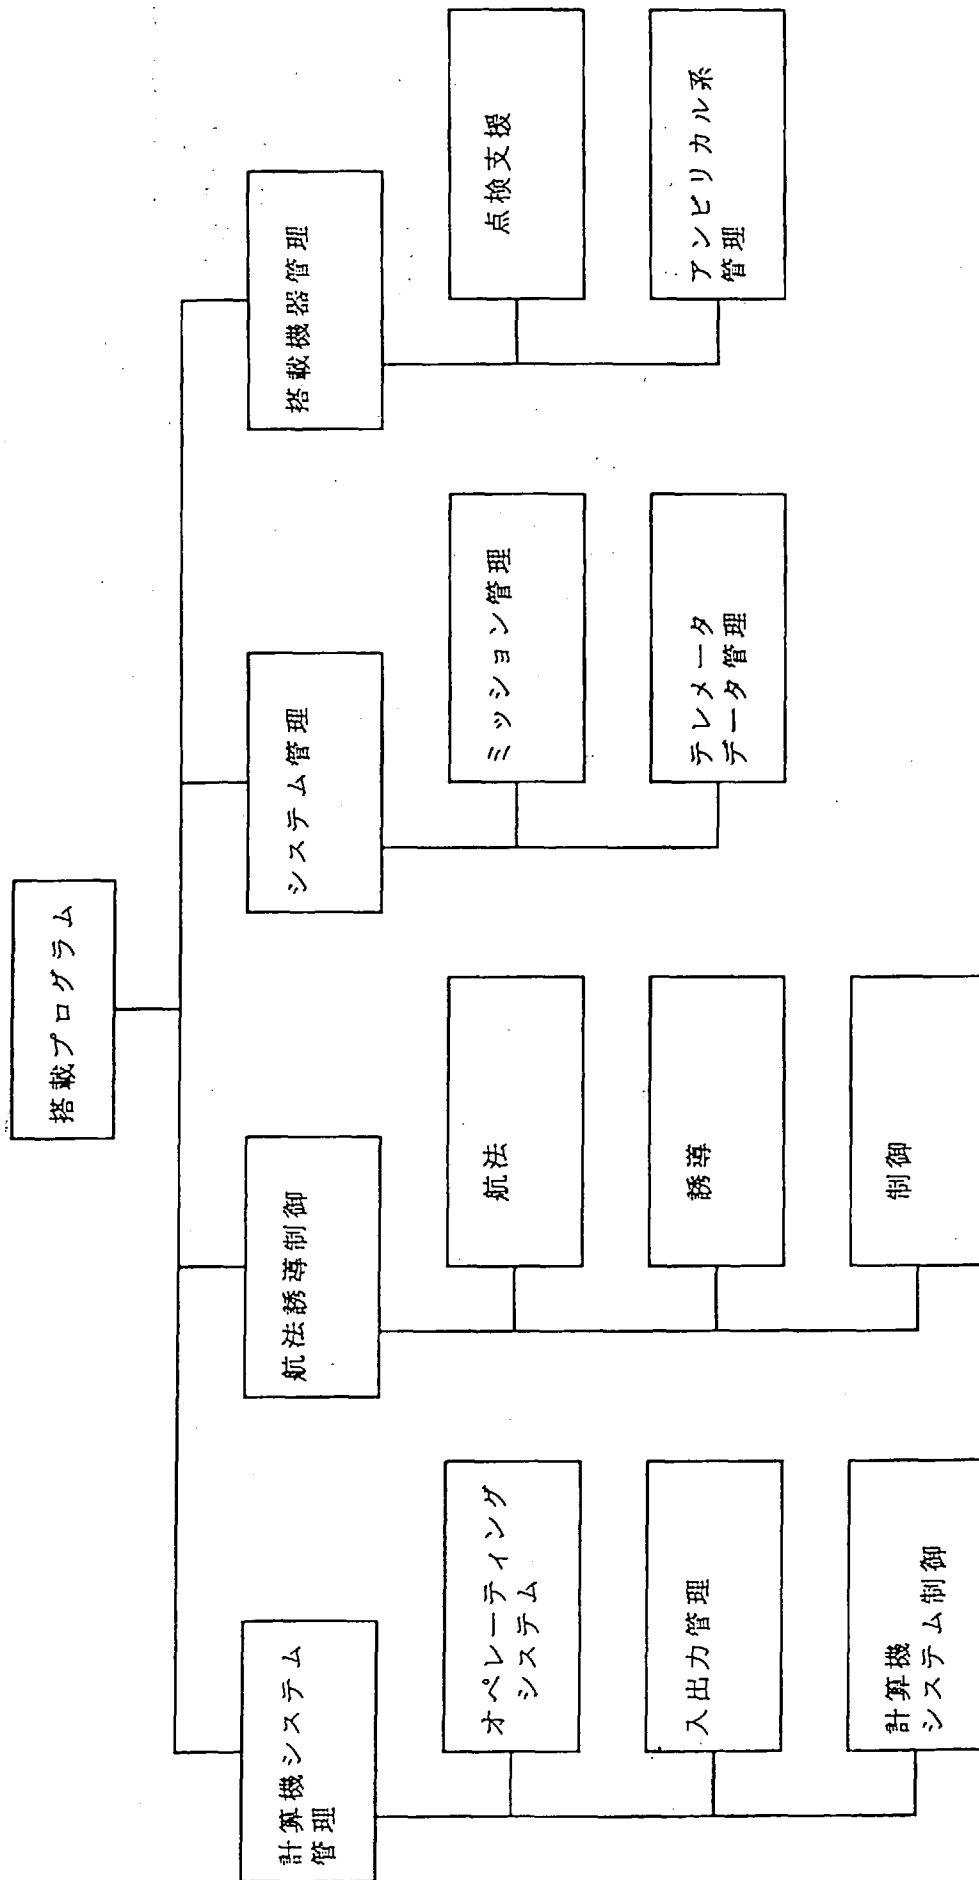 搭載プログラム
計算機システム
管理
オペレーティング
システム
入出力管理
計算機
システム制御
航法誘導制御
航法
誘導
制御
システム管理
ミッション管理
テレメータ
データ管理
搭載機器管理
点検支援
アンビリカル系
管理